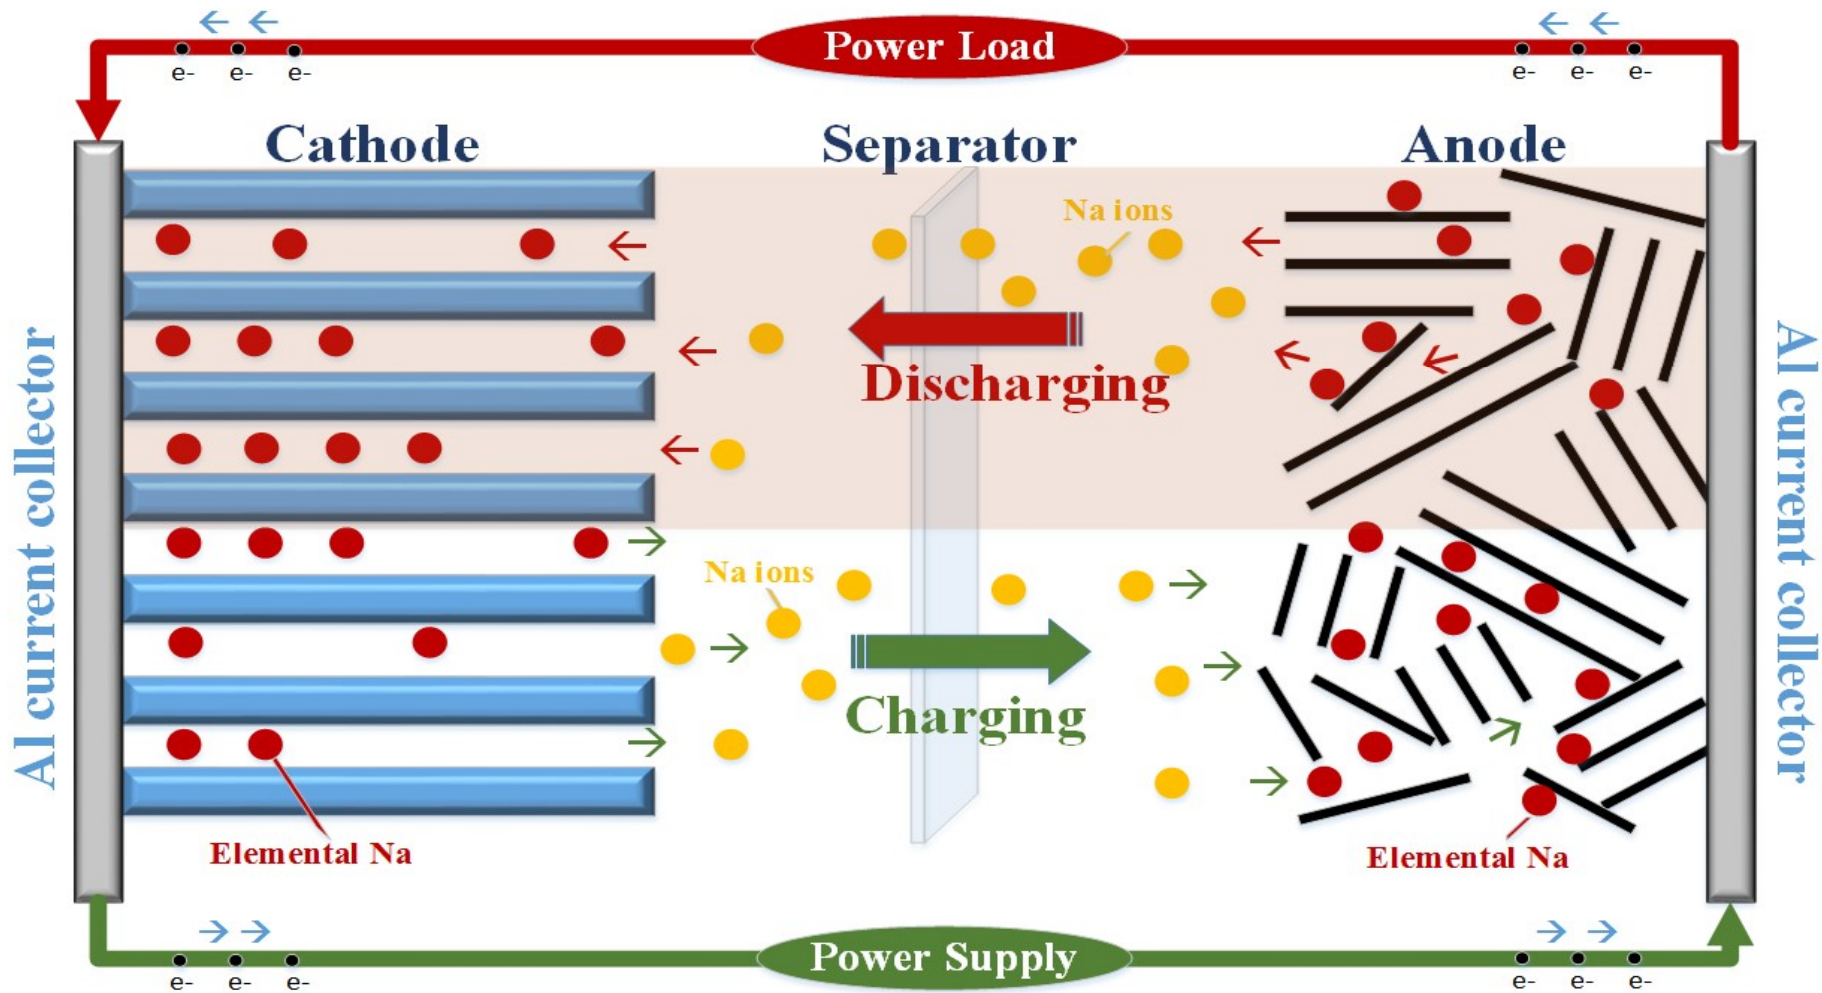 Power Load
e-
e-
e-
e-
e-
e-
Cathode
Separator
Anode
Na ions
Discharging
Al current collector
Al current collector
Na ions
Charging
Elemental Na
Elemental Na
Power Supply
e-
e-
e-
e-
e-
e-